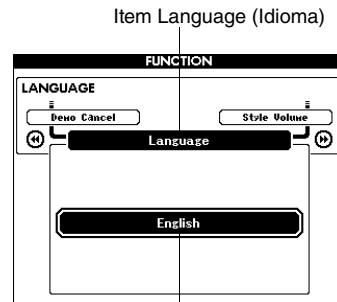 Item Language (Idioma)
FUNCTION
LANGUAGE
Demo Cancel
Style Volume
Language
English